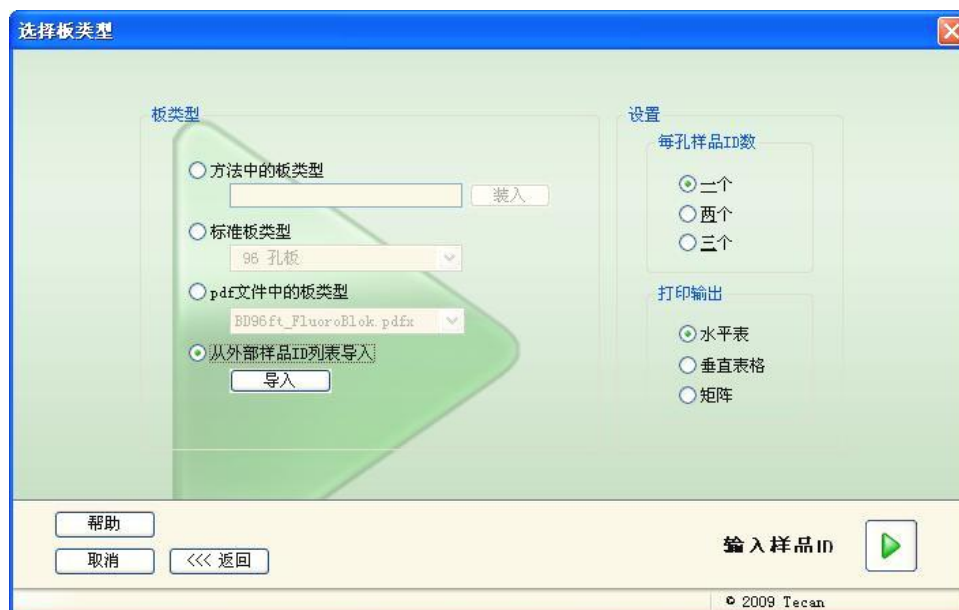 选择板类型
板类型
方法中的板类型
装入
标准板类型
96 孔板
pdf文件中的板类型
BD96ft_FluoroBlok.pdfx
从外部样品ID列表导入
导入
设置
每孔样品ID数
一个
两个
三个
打印输出
水平表
垂直表格
矩阵
帮助
取消
<<< 返回
输入样品ID
© 2009 Tecan